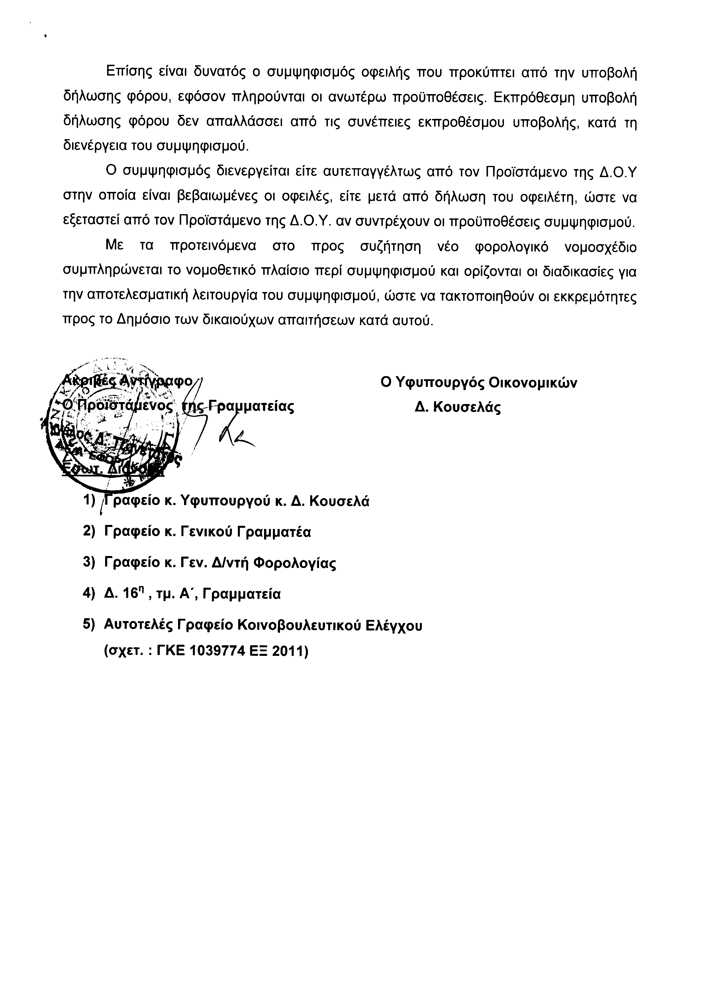 Επίσης είναι δυνατός ο συμψηφισμός οφειλής που προκύπτει από την υποβολή
δήλωσης φόρου, εφόσον πληρούνται οι ανωτέρω προϋποθέσεις. Εκπρόθεσμη υποβολή
δήλωσης φόρου δεν απαλλάσσει από τις συνέπειες εκπροθέσμου υποβολής, κατά τη
διενέργεια του συμψηφισμού.
Ο συμψηφισμός διενεργείται είτε αυτεπαγγέλτως από τον Προϊστάμενο της Δ.Ο.Υ
στην οποία είναι βεβαιωμένες οι οφειλές, είτε μετά από δήλωση του οφειλέτη, ώστε να
εξεταστεί από τον Προϊστάμενο της Δ.Ο.Υ. αν συντρέχουν οι προϋποθέσεις συμψηφισμού.
Με τα προτεινόμενα στο προς συζήτηση νέο φορολογικό νομοσχέδιο
συμπληρώνεται το νομοθετικό πλαίσιο περί συμψηφισμού και ορίζονται οι διαδικασίες για
την αποτελεσματική λειτουργία του συμψηφισμού, ώστε να τακτοποιηθούν οι εκκρεμότητες
προς το Δημόσιο των δικαιούχων απαιτήσεων κατά αυτού.
Ακριβές Αντίγραφο
Ο Προϊστάμενος της Γραμματείας
Ο Υφυπουργός Οικονομικών
Δ. Κουσελάς
Εσωτ. Διανομή
1) Γραφείο κ. Υφυπουργού κ. Δ. Κουσελά
2) Γραφείο κ. Γενικού Γραμματέα
3) Γραφείο κ. Γεν. Δ/ντή Φορολογίας
4) Δ. 16η , τμ. Α΄, Γραμματεία
5) Αυτοτελές Γραφείο Κοινοβουλευτικού Ελέγχου
(σχετ. : ΓΚΕ 1039774 ΕΞ 2011)